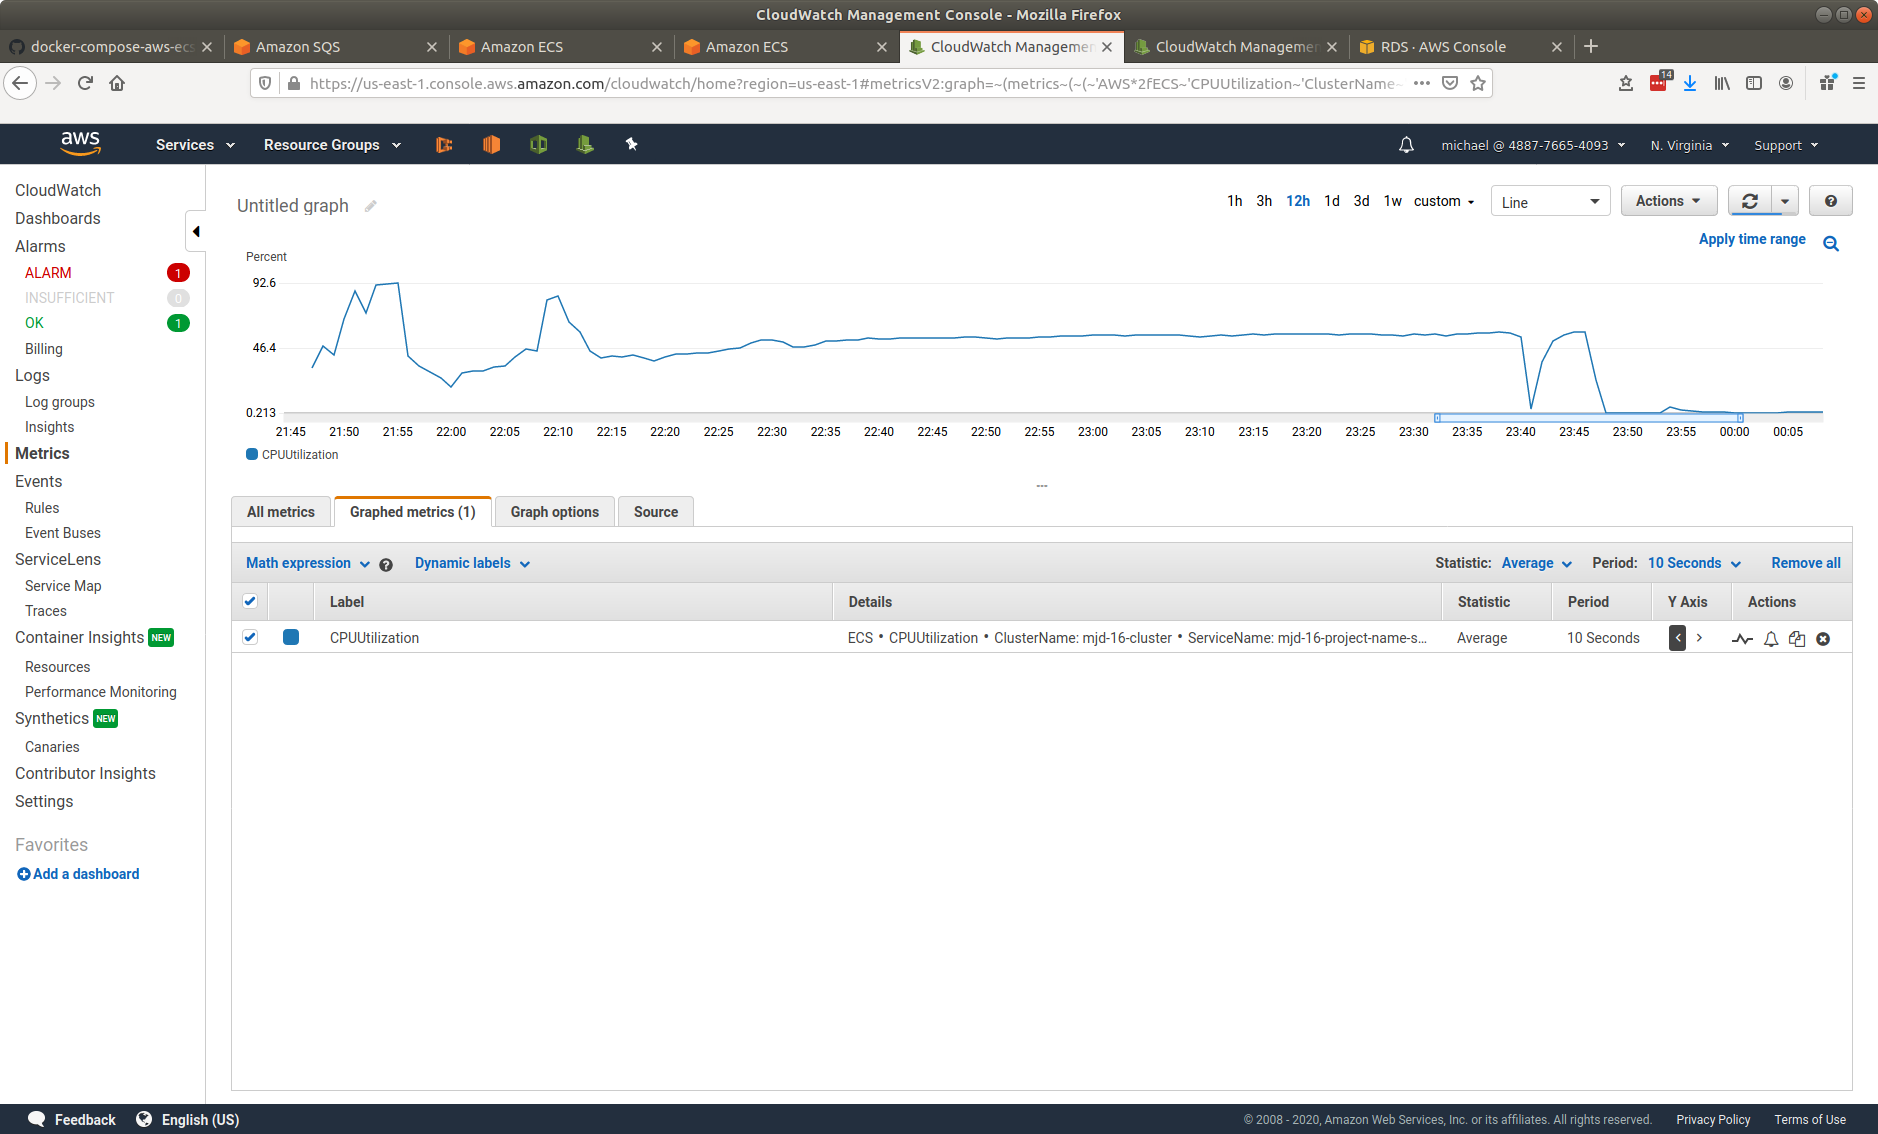 CloudWatch Management Console - Mozilla Firefox
docker-compose-aws-ecs
Amazon SQS
Amazon ECS
Amazon ECS
CloudWatch Managemen
CloudWatch Managemen
RDS · AWS Console
https://us-east-1.console.aws.amazon.com/cloudwatch/home?region=us-east-1#metricsV2:graph=~(metrics~(~(~'AWS*2fECS~'CPUUtilization~'ClusterName~
14
aws
Services
Resource Groups
michael @ 4887-7665-4093
N. Virginia
Support
CloudWatch
Dashboards
Alarms
ALARM 1
INSUFFICIENT 0
OK 1
Billing
Logs
Log groups
Insights
Metrics
Events
Rules
Event Buses
ServiceLens
Service Map
Traces
Container Insights NEW
Resources
Performance Monitoring
Synthetics NEW
Canaries
Contributor Insights
Settings
Favorites
Add a dashboard
Untitled graph
1h 3h 12h 1d 3d 1w custom
Line
Actions
?
Apply time range
Percent
92.6
46.4
0.213
21:45 21:50 21:55 22:00 22:05 22:10 22:15 22:20 22:25 22:30 22:35 22:40 22:45 22:50 22:55 23:00 23:05 23:10 23:15 23:20 23:25 23:30 23:35 23:40 23:45 23:50 23:55 00:00 00:05
CPUUtilization
All metrics
Graphed metrics (1)
Graph options
Source
Math expression ? Dynamic labels
Statistic: Average Period: 10 Seconds Remove all
Label Details Statistic Period Y Axis Actions
CPUUtilization ECS • CPUUtilization • ClusterName: mjd-16-cluster • ServiceName: mjd-16-project-name-s... Average 10 Seconds < >
Feedback
English (US)
© 2008 - 2020, Amazon Web Services, Inc. or its affiliates. All rights reserved.
Privacy Policy
Terms of Use